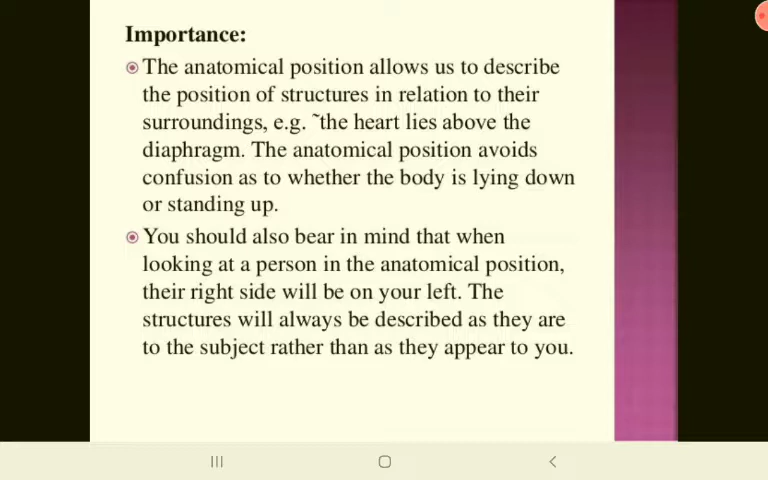 Importance:
The anatomical position allows us to describe
the position of structures in relation to their
surroundings, e.g. ˜the heart lies above the
diaphragm. The anatomical position avoids
confusion as to whether the body is lying down
or standing up.
You should also bear in mind that when
looking at a person in the anatomical position,
their right side will be on your left. The
structures will always be described as they are
to the subject rather than as they appear to you.